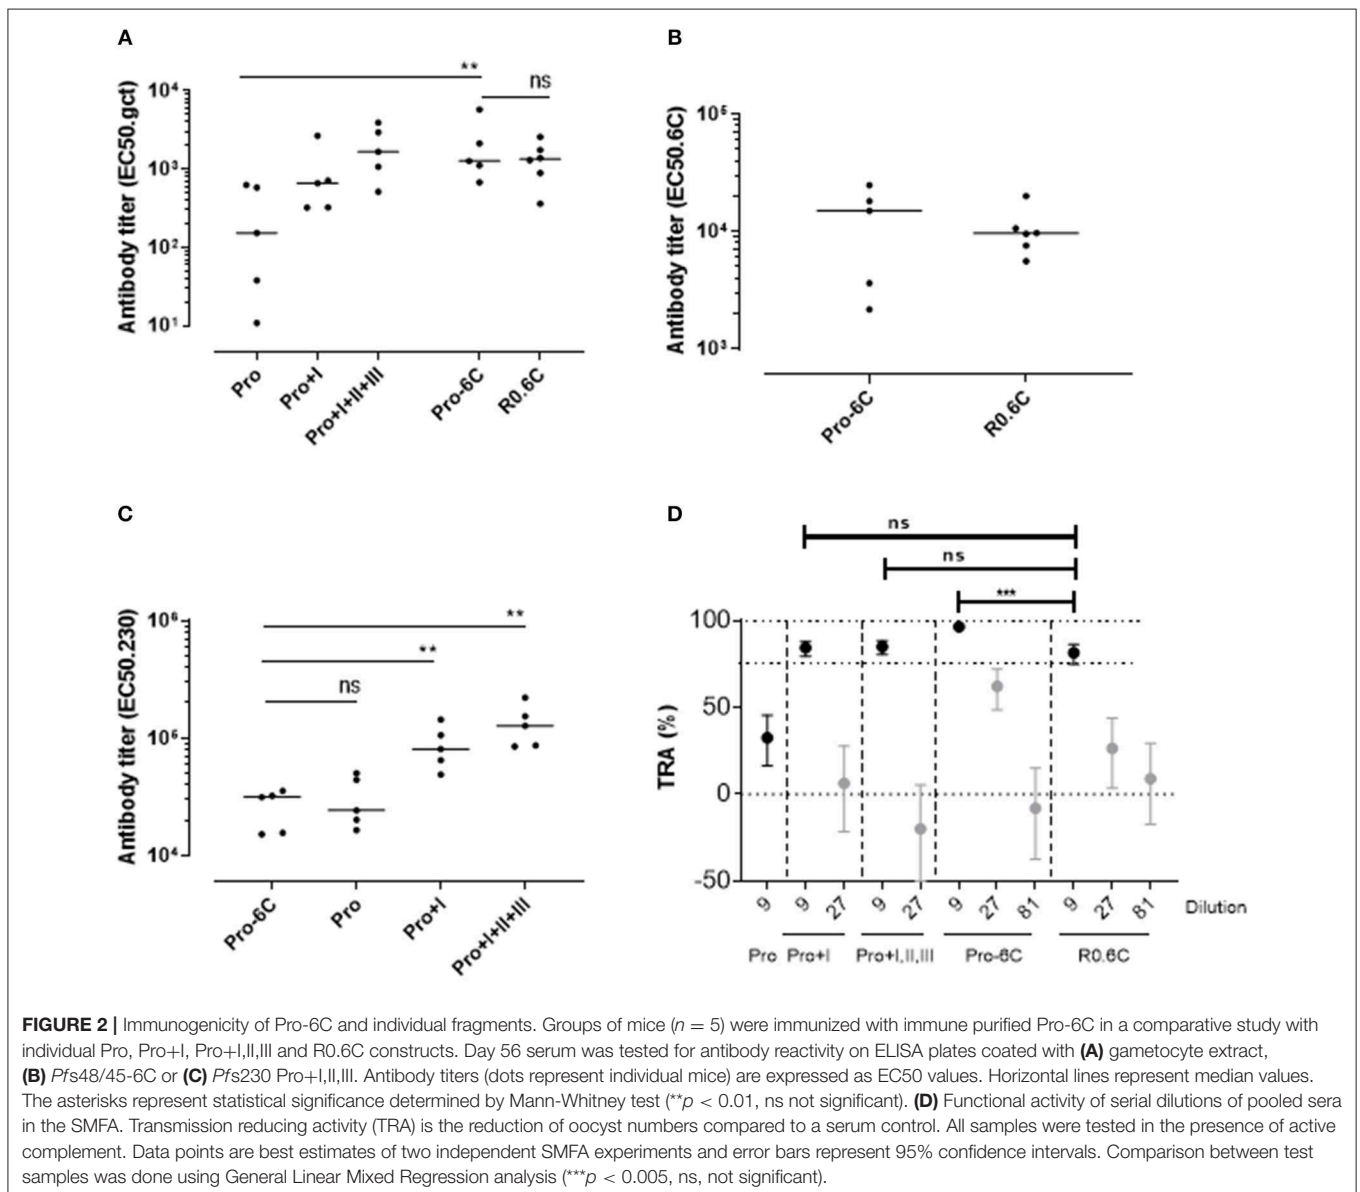 A
**
ns
10⁴
10³
10²
10¹
Antibody titer (EC50.gct)
Pro
Pro+I
Pro+I+II+III
Pro-6C
R0.6C
B
10⁵
10⁴
10³
Antibody titer (EC50.6C)
Pro-6C
R0.6C
C
**
**
ns
10⁶
10⁶
10⁴
Antibody titer (EC50.230)
Pro-6C
Pro
Pro+I
Pro+I+II+III
D
ns
ns
***
100
50
0
-50
TRA (%)
9 9 27 9 27 9 27 81 9 27 81 Dilution
Pro Pro+I Pro+I,II,III Pro-6C R0.6C
FIGURE 2 | Immunogenicity of Pro-6C and individual fragments. Groups of mice (n = 5) were immunized with immune purified Pro-6C in a comparative study with
individual Pro, Pro+I, Pro+I,II,III and R0.6C constructs. Day 56 serum was tested for antibody reactivity on ELISA plates coated with (A) gametocyte extract,
(B) Pfs48/45-6C or (C) Pfs230 Pro+I,II,III. Antibody titers (dots represent individual mice) are expressed as EC50 values. Horizontal lines represent median values.
The asterisks represent statistical significance determined by Mann-Whitney test (**p < 0.01, ns not significant). (D) Functional activity of serial dilutions of pooled sera
in the SMFA. Transmission reducing activity (TRA) is the reduction of oocyst numbers compared to a serum control. All samples were tested in the presence of active
complement. Data points are best estimates of two independent SMFA experiments and error bars represent 95% confidence intervals. Comparison between test
samples was done using General Linear Mixed Regression analysis (***p < 0.005, ns, not significant).